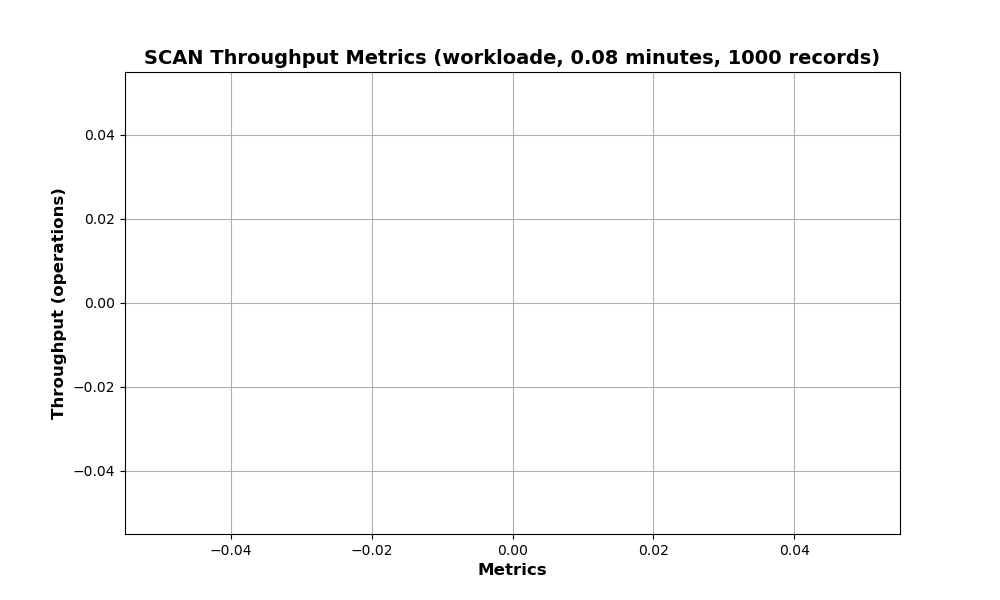 SCAN Throughput Metrics (workloade, 0.08 minutes, 1000 records)
Throughput (operations)
0.04
0.02
0.00
−0.02
−0.04
−0.04 −0.02 0.00 0.02 0.04
Metrics